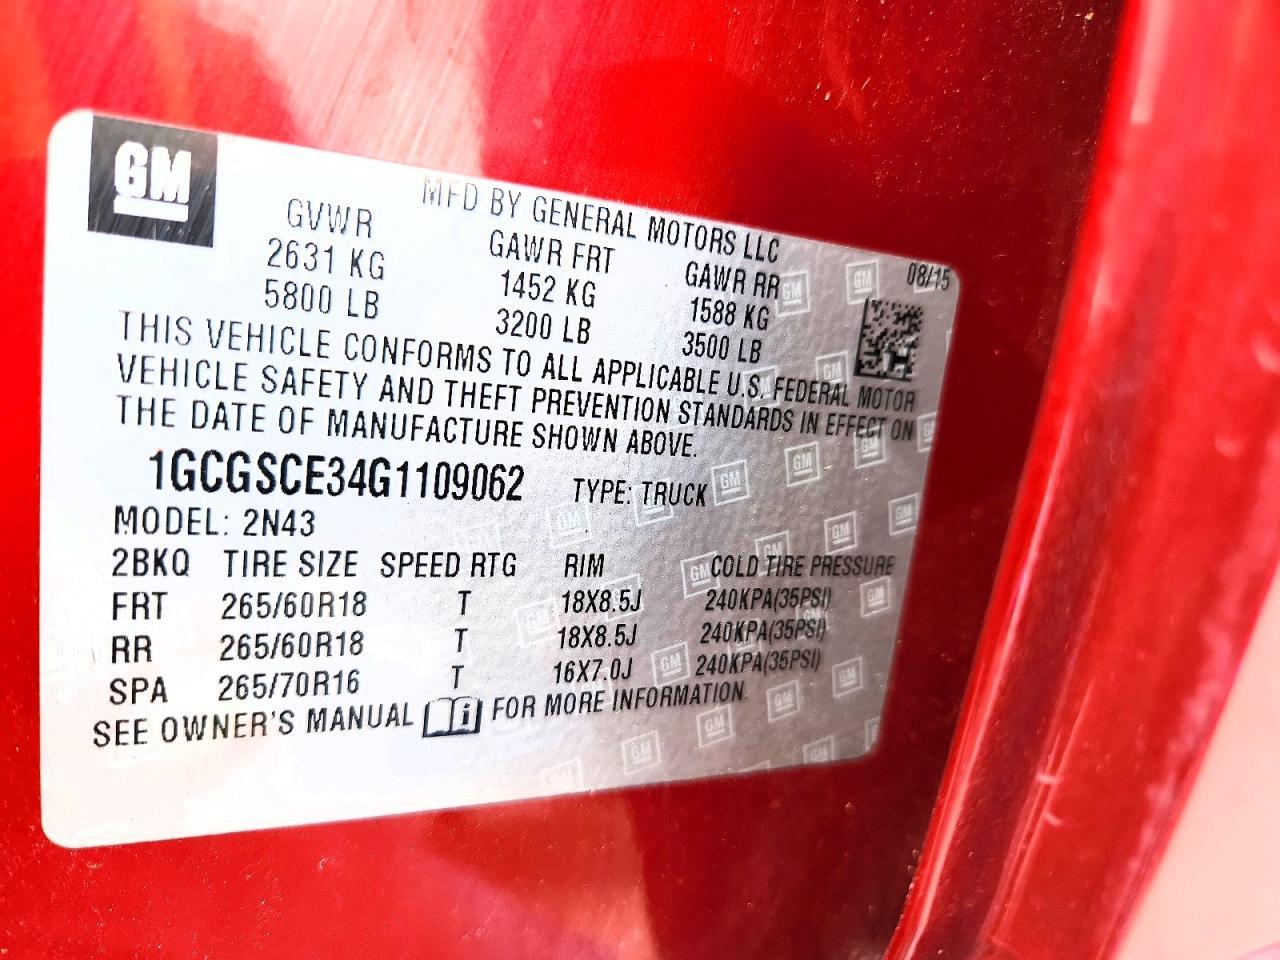 GM
MFD BY GENERAL MOTORS LLC
08/15
GVWR GAWR FRT GAWR RR
2631 KG 1452 KG 1588 KG
5800 LB 3200 LB 3500 LB
THIS VEHICLE CONFORMS TO ALL APPLICABLE U.S. FEDERAL MOTOR
VEHICLE SAFETY AND THEFT PREVENTION STANDARDS IN EFFECT ON
THE DATE OF MANUFACTURE SHOWN ABOVE.
1GCGSCE34G1109062 TYPE: TRUCK
MODEL: 2N43
2BKQ TIRE SIZE SPEED RTG RIM COLD TIRE PRESSURE
FRT 265/60R18 T 18X8.5J 240KPA(35PSI)
RR 265/60R18 T 18X8.5J 240KPA(35PSI)
SPA 265/70R16 T 16X7.0J 240KPA(35PSI)
SEE OWNER'S MANUAL FOR MORE INFORMATION.